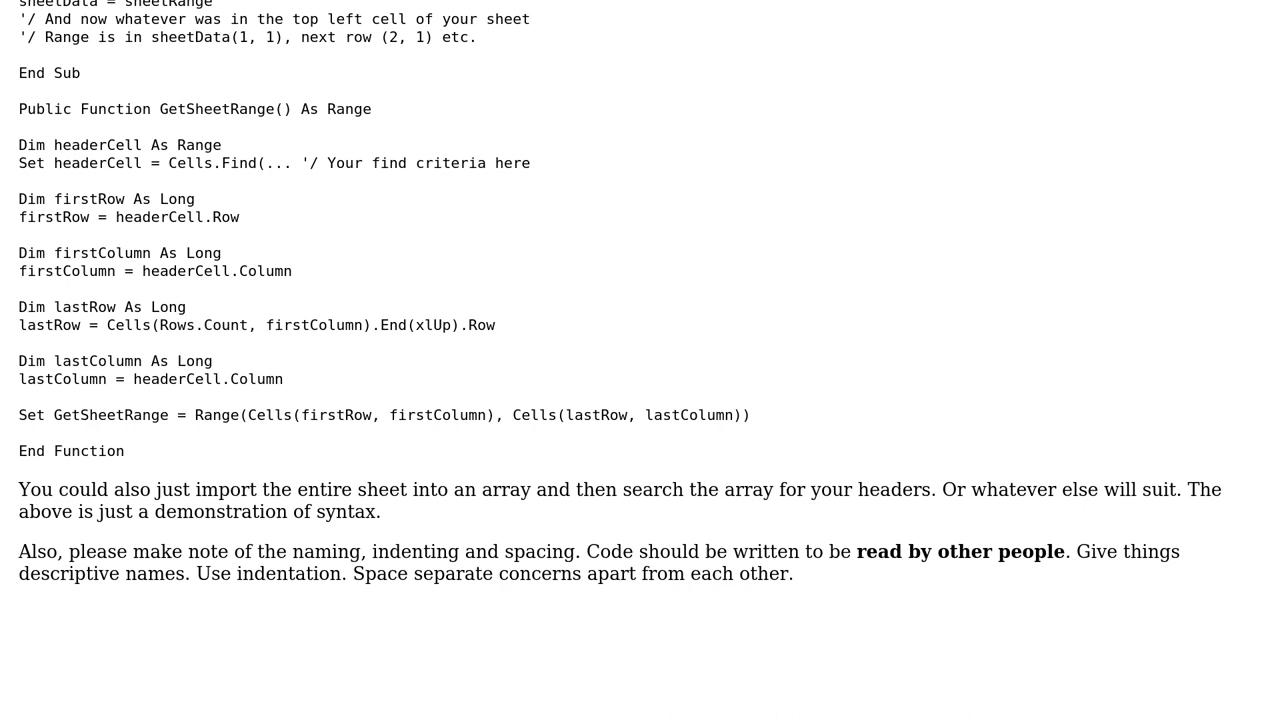 sheetData = sheetRange
'/ And now whatever was in the top left cell of your sheet
'/ Range is in sheetData(1, 1), next row (2, 1) etc.
End Sub
Public Function GetSheetRange() As Range
Dim headerCell As Range
Set headerCell = Cells.Find(... '/ Your find criteria here
Dim firstRow As Long
firstRow = headerCell.Row
Dim firstColumn As Long
firstColumn = headerCell.Column
Dim lastRow As Long
lastRow = Cells(Rows.Count, firstColumn).End(xlUp).Row
Dim lastColumn As Long
lastColumn = headerCell.Column
Set GetSheetRange = Range(Cells(firstRow, firstColumn), Cells(lastRow, lastColumn))
End Function
You could also just import the entire sheet into an array and then search the array for your headers. Or whatever else will suit. The
above is just a demonstration of syntax.
Also, please make note of the naming, indenting and spacing. Code should be written to be read by other people. Give things
descriptive names. Use indentation. Space separate concerns apart from each other.